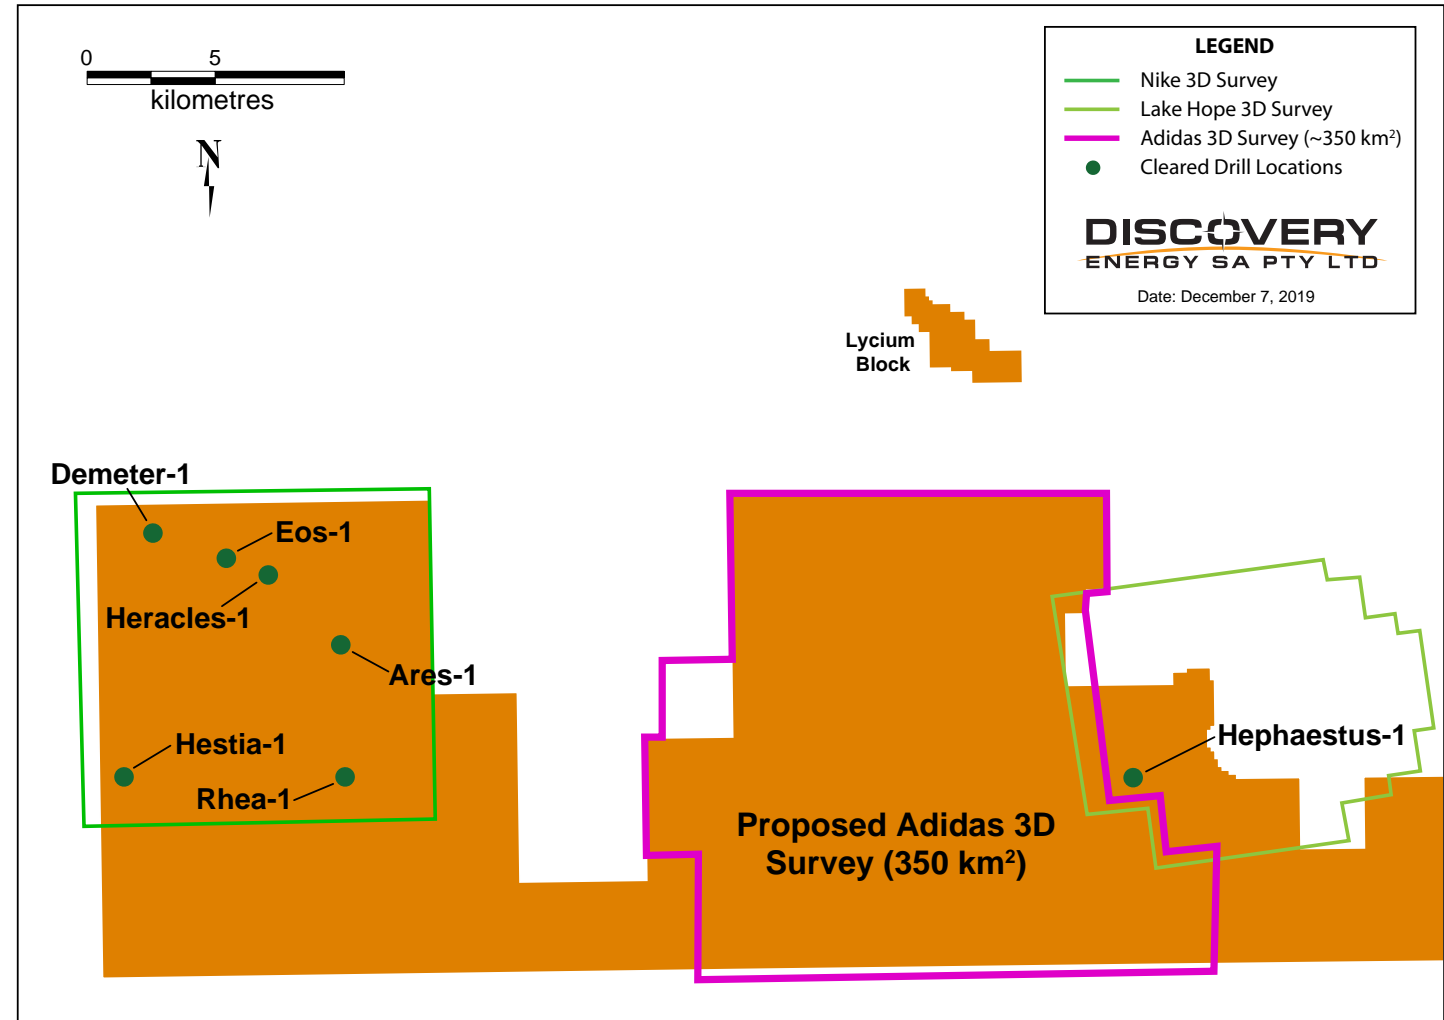 0 5
kilometres
N
LEGEND
Nike 3D Survey
Lake Hope 3D Survey
Adidas 3D Survey (~350 km²)
Cleared Drill Locations
DISCOVERY
ENERGY SA PTY LTD
Date: December 7, 2019
Lycium
Block
Demeter-1
Eos-1
Heracles-1
Ares-1
Hestia-1
Rhea-1
Hephaestus-1
Proposed Adidas 3D
Survey (350 km²)